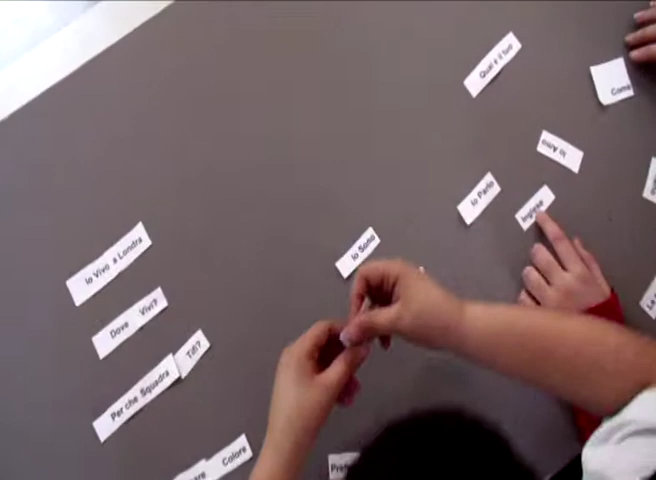 Qual è il tuo
Come
Io Amo
Io Parlo
Inglese
Io Sono
Io Vivo a Londra
Dove Vivi?
Per che Squadra Tifi?
Colore